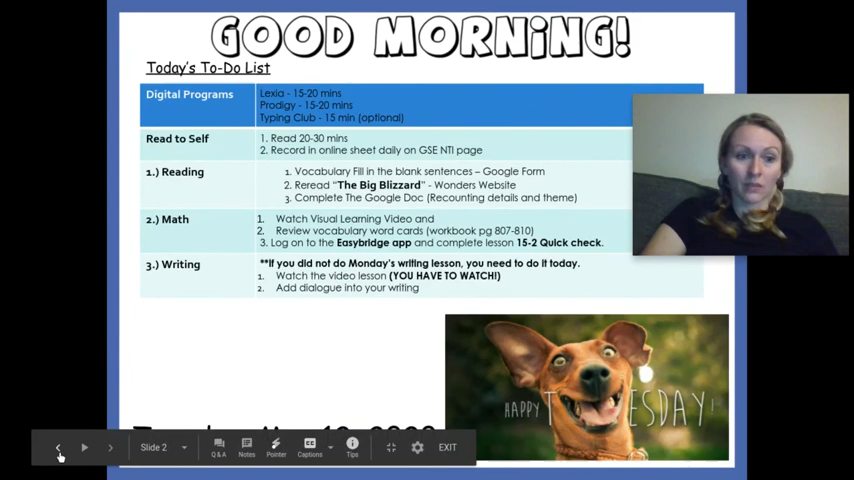 GOOD MORNING!
Today's To-Do List
Digital Programs
Lexia - 15-20 mins
Prodigy - 15-20 mins
Typing Club - 15 min (optional)
Read to Self
1. Read 20-30 mins
2. Record in online sheet daily on GSE NTI page
1.) Reading
1. Vocabulary Fill in the blank sentences – Google Form
2. Reread "The Big Blizzard" - Wonders Website
3. Complete The Google Doc (Recounting details and theme)
2.) Math
1. Watch Visual Learning Video and
2. Review vocabulary word cards (workbook pg 807-810)
3. Log on to the Easybridge app and complete lesson 15-2 Quick check.
3.) Writing
**If you did not do Monday's writing lesson, you need to do it today.
1. Watch the video lesson (YOU HAVE TO WATCH!)
2. Add dialogue into your writing
HAPPY T ESDAY!
Slide 2
Q & A
Notes
Pointer
Captions
Tips
EXIT